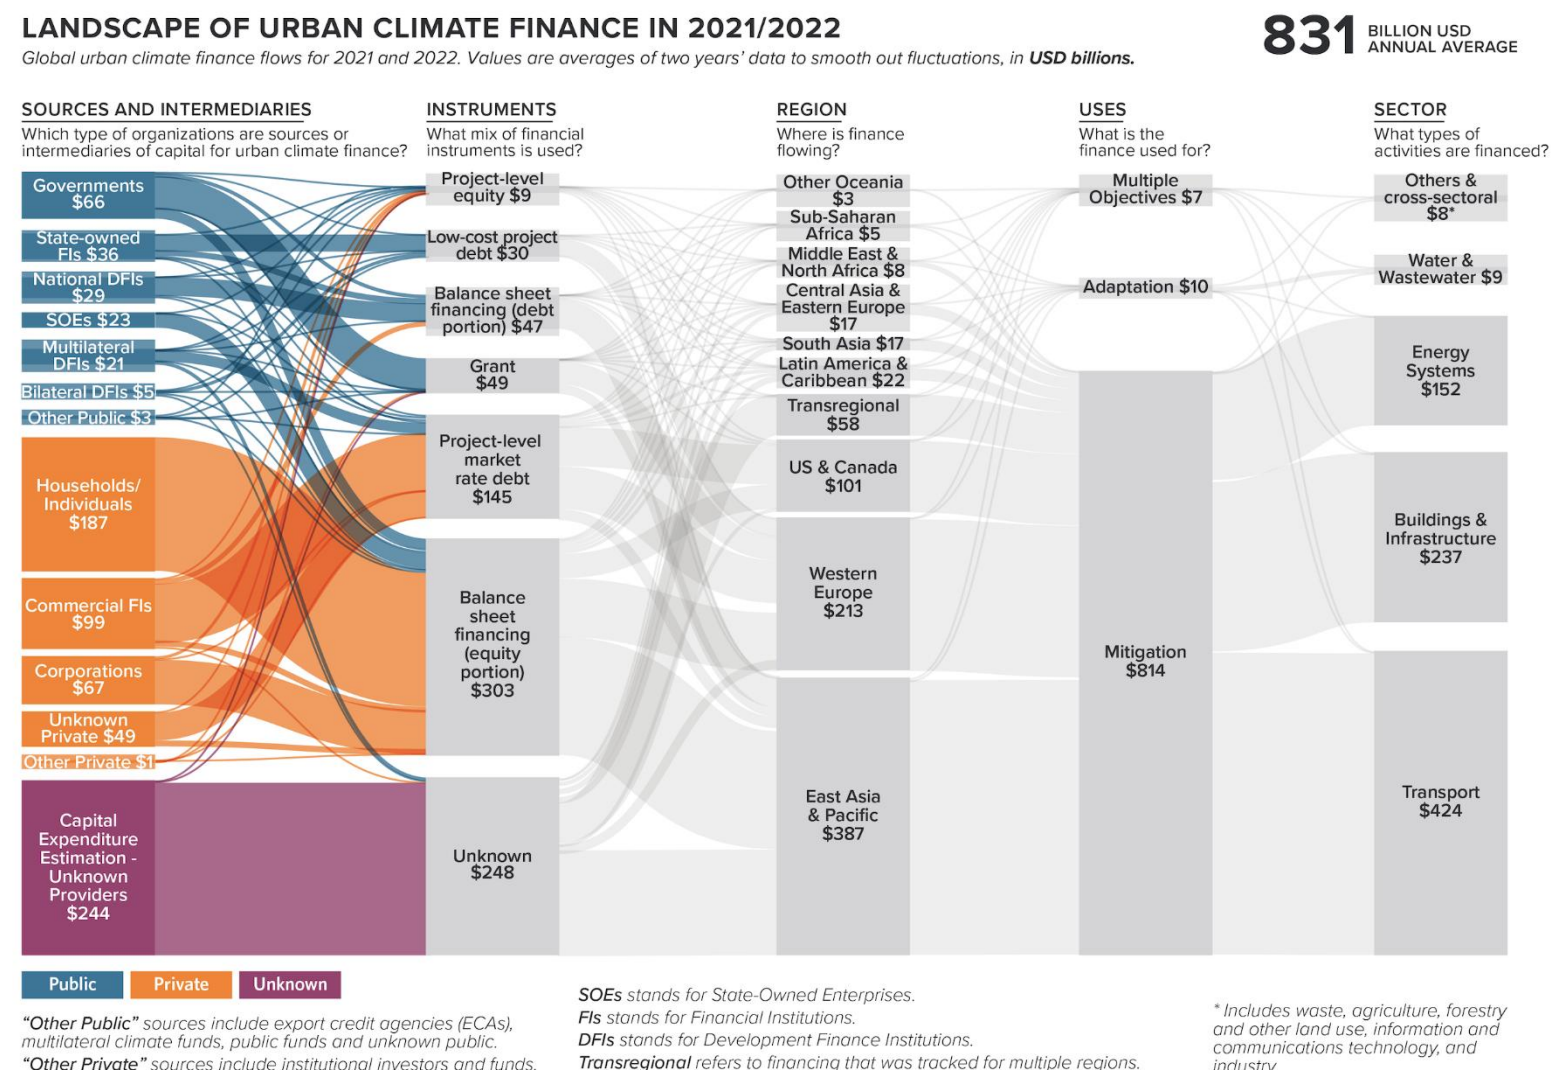 LANDSCAPE OF URBAN CLIMATE FINANCE IN 2021/2022
Global urban climate finance flows for 2021 and 2022. Values are averages of two years’ data to smooth out fluctuations, in USD billions.
831 BILLION USD
ANNUAL AVERAGE
SOURCES AND INTERMEDIARIES
Which type of organizations are sources or
intermediaries of capital for urban climate finance?
Governments
$66
State-owned
FIs $36
National DFIs
$29
SOEs $23
Multilateral
DFIs $21
Bilateral DFIs $5
Other Public $3
Households/
Individuals
$187
Commercial FIs
$99
Corporations
$67
Unknown
Private $49
Other Private $1
Capital
Expenditure
Estimation -
Unknown
Providers
$244
INSTRUMENTS
What mix of financial
instruments is used?
Project-level
equity $9
Low-cost project
debt $30
Balance sheet
financing (debt
portion) $47
Grant
$49
Project-level
market
rate debt
$145
Balance
sheet
financing
(equity
portion)
$303
Unknown
$248
REGION
Where is finance
flowing?
Other Oceania
$3
Sub-Saharan
Africa $5
Middle East &
North Africa $8
Central Asia &
Eastern Europe
$17
South Asia $17
Latin America &
Caribbean $22
Transregional
$58
US & Canada
$101
Western
Europe
$213
East Asia
& Pacific
$387
USES
What is the
finance used for?
Multiple
Objectives $7
Adaptation $10
Mitigation
$814
SECTOR
What types of
activities are financed?
Others &
cross-sectoral
$8*
Water &
Wastewater $9
Energy
Systems
$152
Buildings &
Infrastructure
$237
Transport
$424
Public
Private
Unknown
“Other Public” sources include export credit agencies (ECAs),
multilateral climate funds, public funds and unknown public.
“Other Private” sources include institutional investors and funds.
SOEs stands for State-Owned Enterprises.
FIs stands for Financial Institutions.
DFIs stands for Development Finance Institutions.
Transregional refers to financing that was tracked for multiple regions.
* Includes waste, agriculture, forestry
and other land use, information and
communications technology, and
industry.